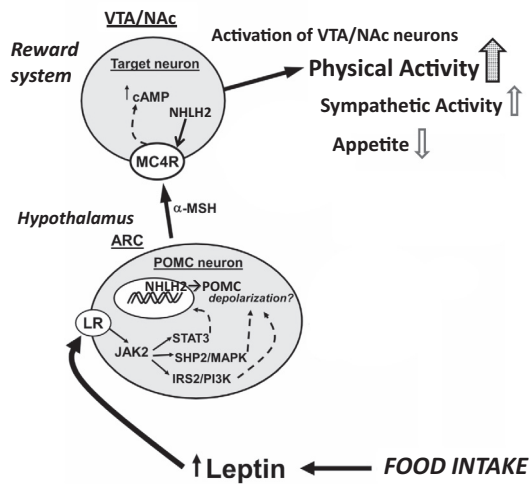 VTA/NAc
Reward
system
Target neuron
↑cAMP
NHLH2
MC4R
Activation of VTA/NAc neurons
Physical Activity
Sympathetic Activity
Appetite
α-MSH
Hypothalamus
ARC
POMC neuron
NHLH2→POMC
depolarization?
LR
JAK2
STAT3
SHP2/MAPK
IRS2/PI3K
↑Leptin
FOOD INTAKE